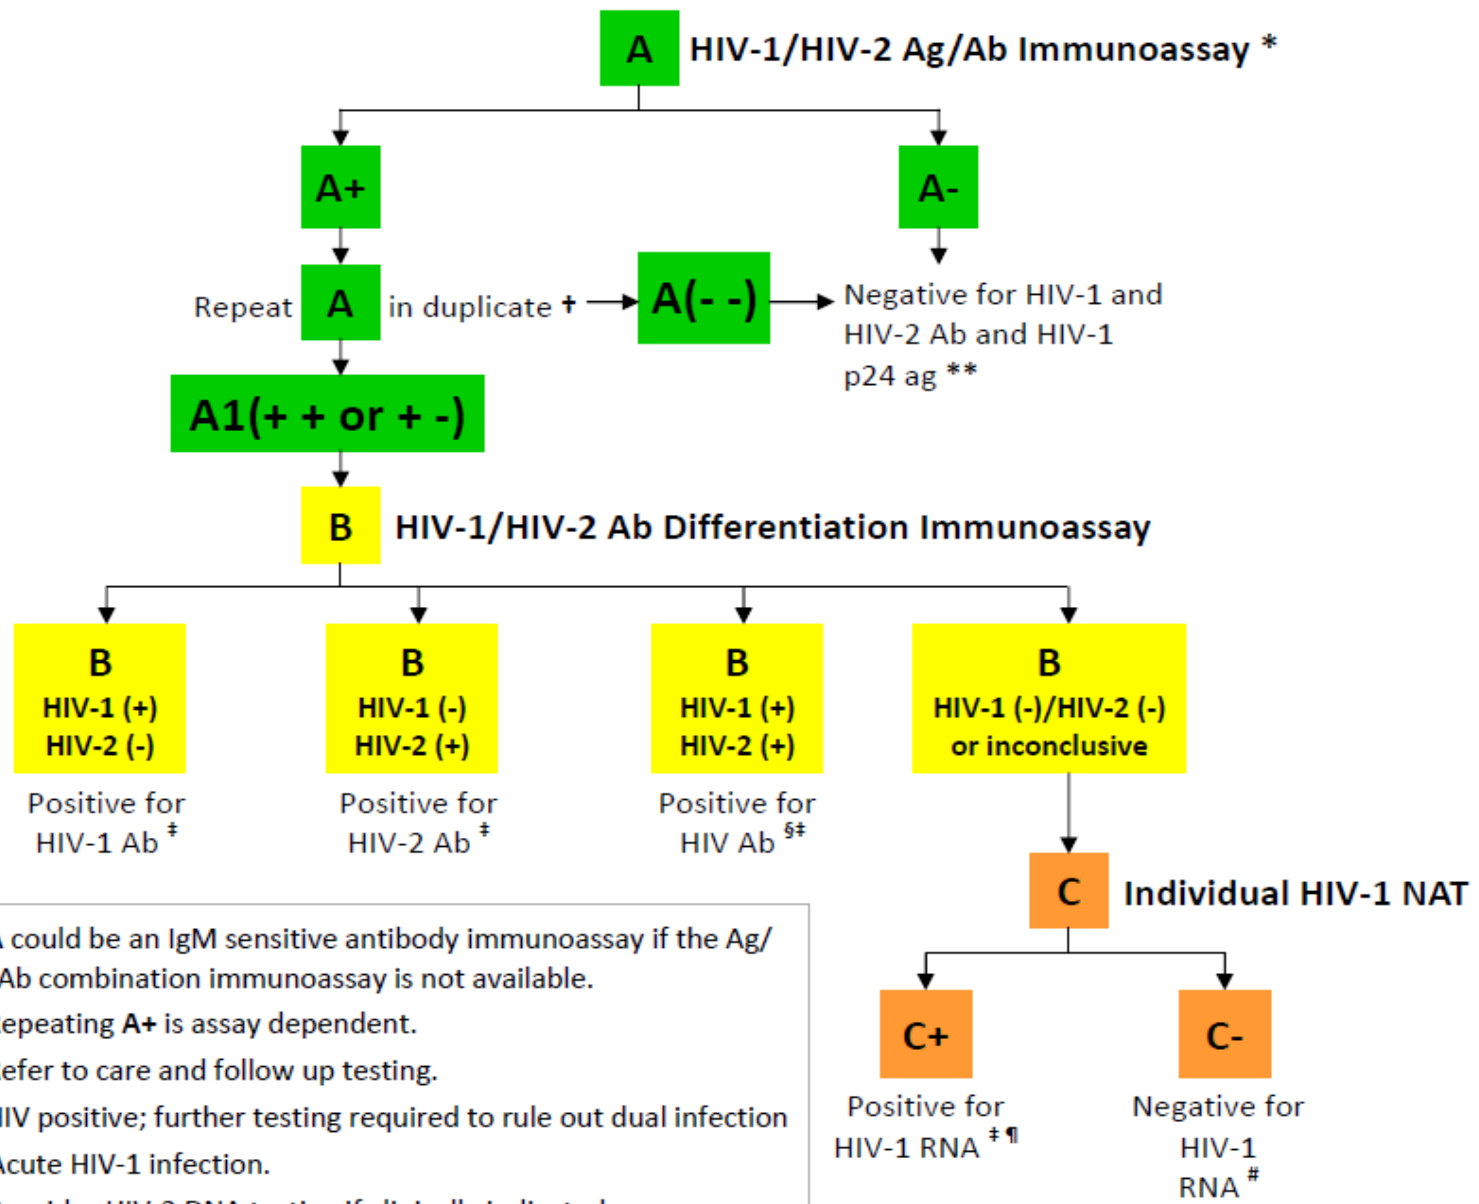 A HIV-1/HIV-2 Ag/Ab Immunoassay *
A+
A-
Repeat A in duplicate †
A(- -)
Negative for HIV-1 and
HIV-2 Ab and HIV-1
p24 ag **
A1(+ + or + -)
B HIV-1/HIV-2 Ab Differentiation Immunoassay
B
HIV-1 (+)
HIV-2 (-)
Positive for
HIV-1 Ab ‡
B
HIV-1 (-)
HIV-2 (+)
Positive for
HIV-2 Ab ‡
B
HIV-1 (+)
HIV-2 (+)
Positive for
HIV Ab §‡
B
HIV-1 (-)/HIV-2 (-)
or inconclusive
C Individual HIV-1 NAT
C+
Positive for
HIV-1 RNA ‡ ¶
C-
Negative for
HIV-1
RNA #
A could be an IgM sensitive antibody immunoassay if the Ag/
Ab combination immunoassay is not available.
Repeating A+ is assay dependent.
Refer to care and follow up testing.
HIV positive; further testing required to rule out dual infection
Acute HIV-1 infection.